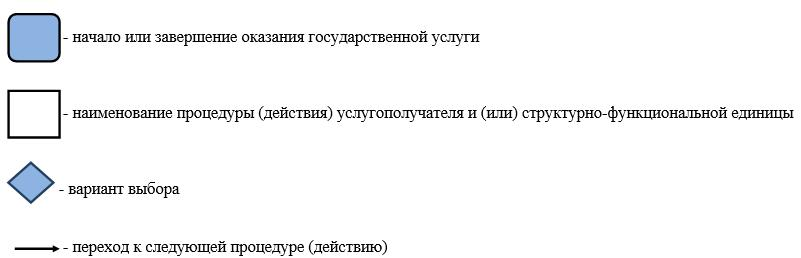 - начало или завершение оказания государственной услуги
- наименование процедуры (действия) услугополучателя и (или) структурно-функциональной единицы
- вариант выбора
- переход к следующей процедуре (действию)